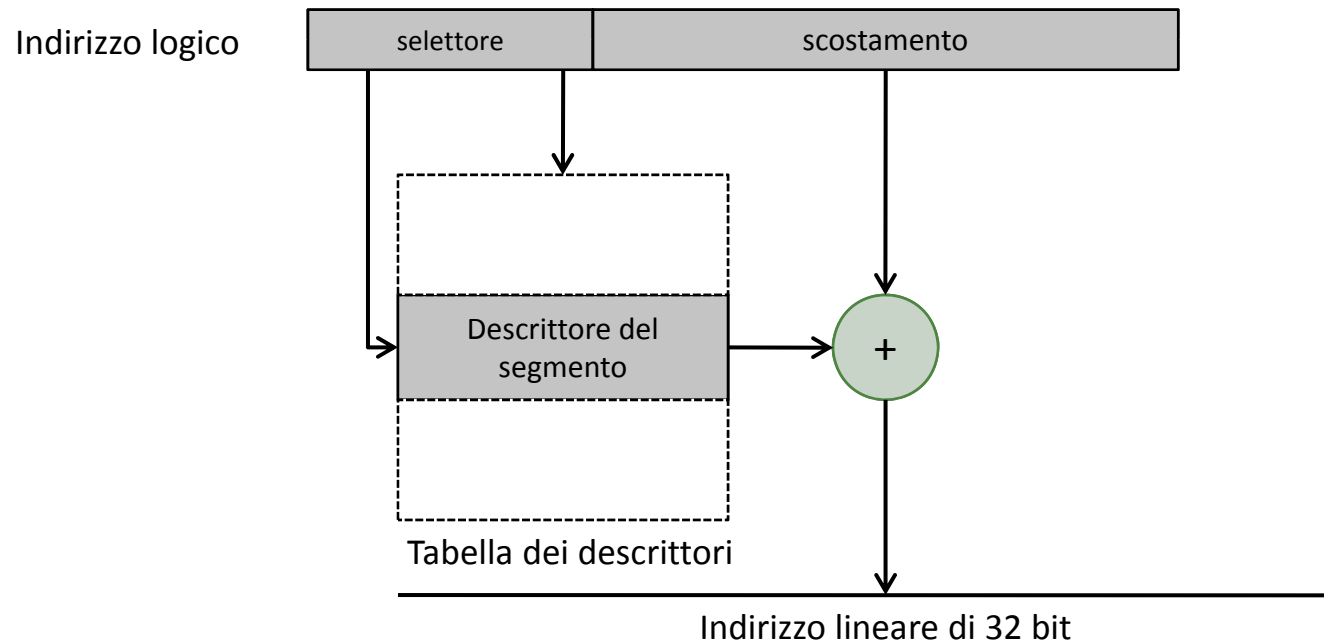 Indirizzo logico
selettore
scostamento
Descrittore del
segmento
+
Tabella dei descrittori
Indirizzo lineare di 32 bit